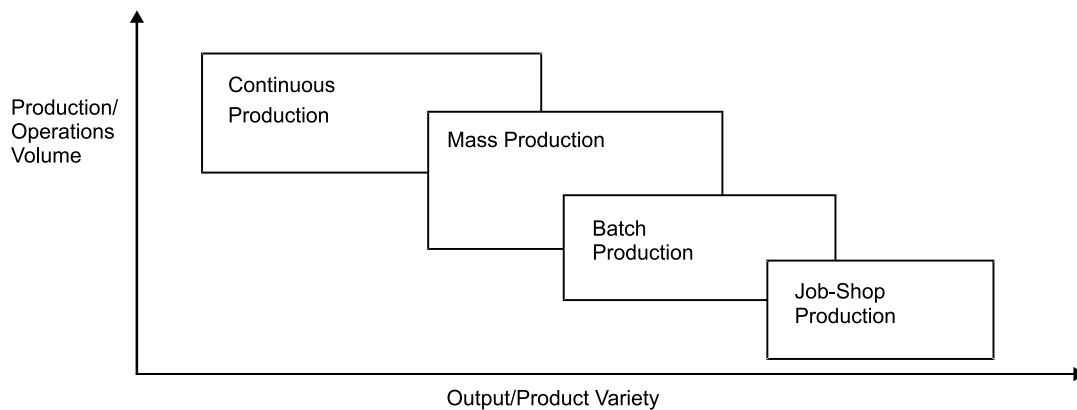 Continuous
Production
Production/
Operations
Volume
Mass Production
Batch
Production
Job-Shop
Production
Output/Product Variety